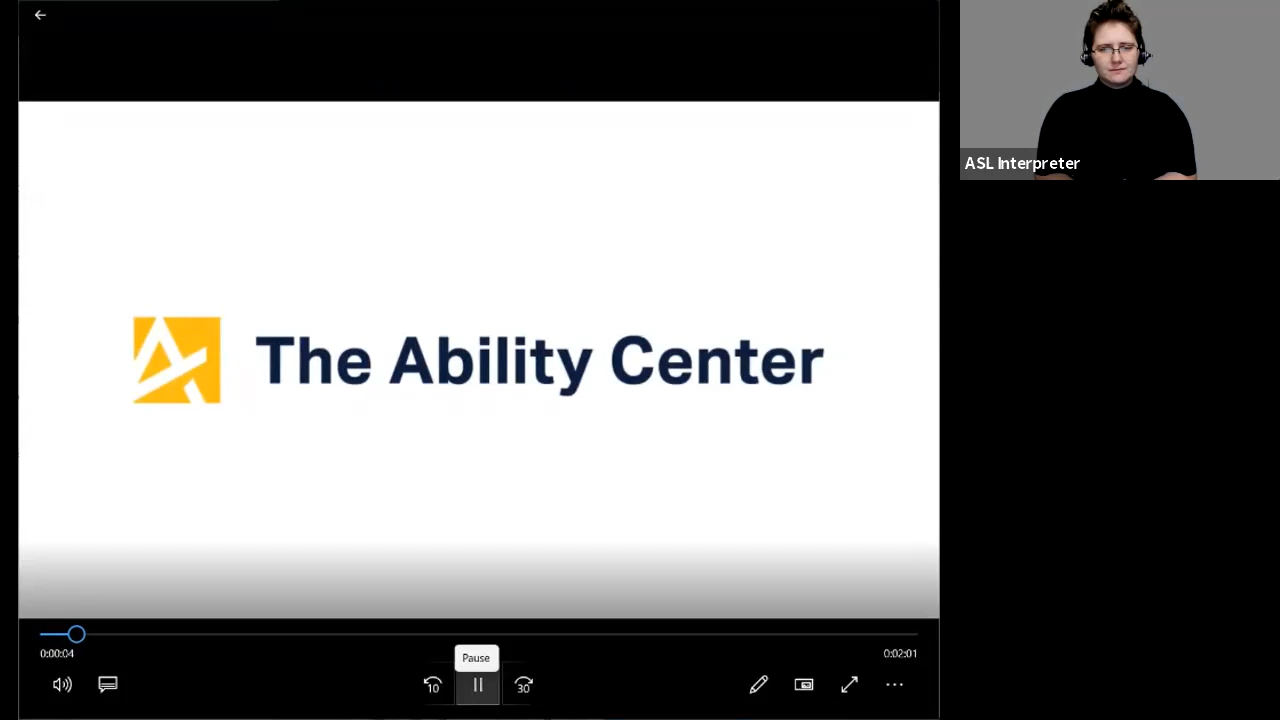 ASL Interpreter
The Ability Center
Pause
0:00:04
0:02:01
10
30